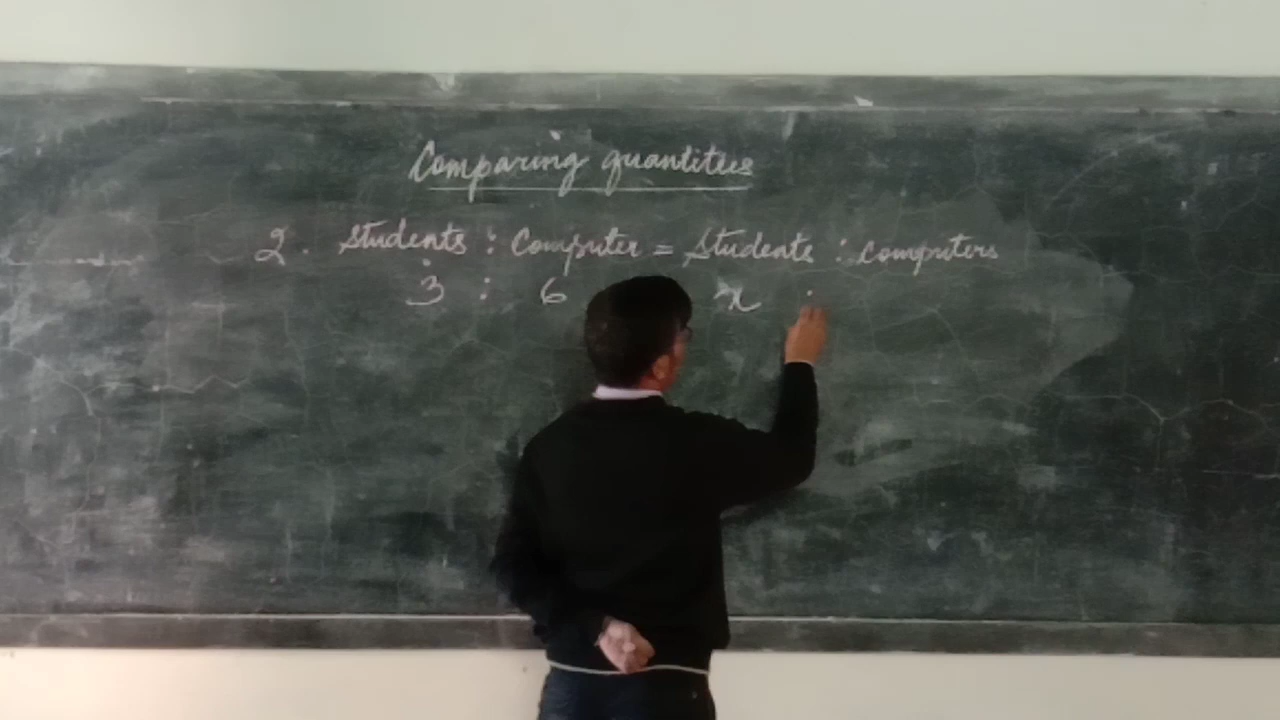 Comparing quantities
2. Students : Computer = Students : Computers
3 : 6 x :